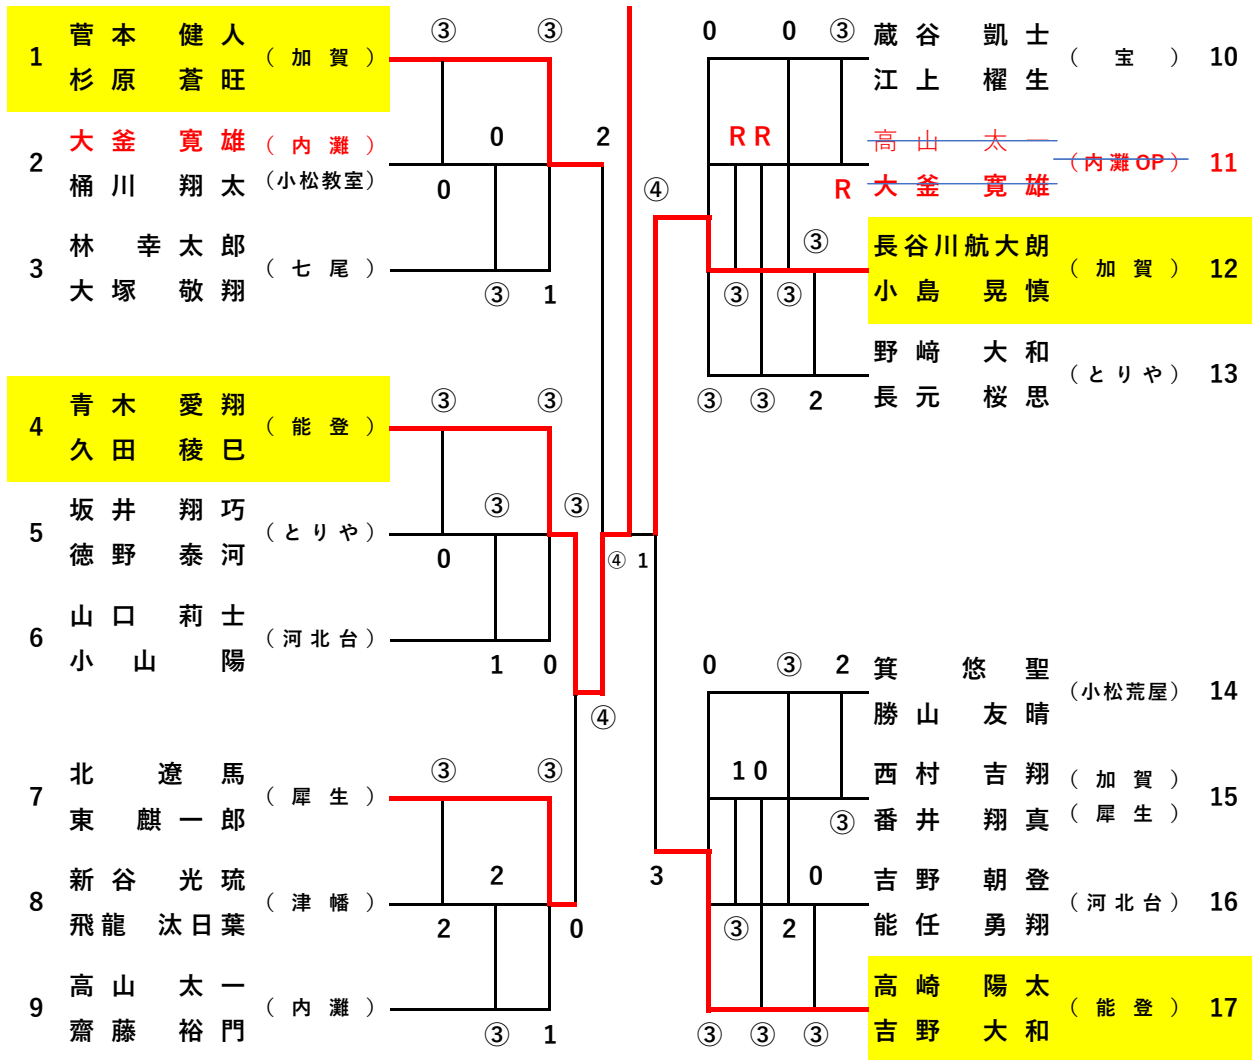 1 菅本 健人 (加賀) ③ ③
杉原 蒼旺
2 大釜 寛雄 (内灘) 0 2
桶川 翔太 (小松教室) 0
3 林 幸太郎 (七尾)
大塚 敬翔 ③ 1
4 青木 愛翔 (能登) ③ ③
久田 稜巳
5 坂井 翔巧 (とりや) ③ ③
徳野 泰河 0
6 山口 莉士 (河北台)
小山 陽 1 0
④
7 北 遼馬 (犀生) ③ ③
東 麒一郎
8 新谷 光琉 (津幡) 2
飛龍 汰日葉 2 0
9 高山 太一 (内灘)
齋藤 裕門 ③ 1
④ 1
④
3
0 0 ③ 蔵谷 凱士 (宝) 10
江上 櫂生
R R 高山 太一 (内灘OP) 11
R 大釜 寛雄
③ 長谷川航大朗 (加賀) 12
③ ③ 小島 晃慎
野﨑 大和 (とりや) 13
③ ③ 2 長元 桜思
0 ③ 2 箕 悠聖 (小松荒屋) 14
勝山 友晴
1 0 西村 吉翔 (加賀) 15
③ 番井 翔真 (犀生)
0 吉野 朝登 (河北台) 16
③ 2 能任 勇翔
高崎 陽太 (能登) 17
③ ③ ③ 吉野 大和